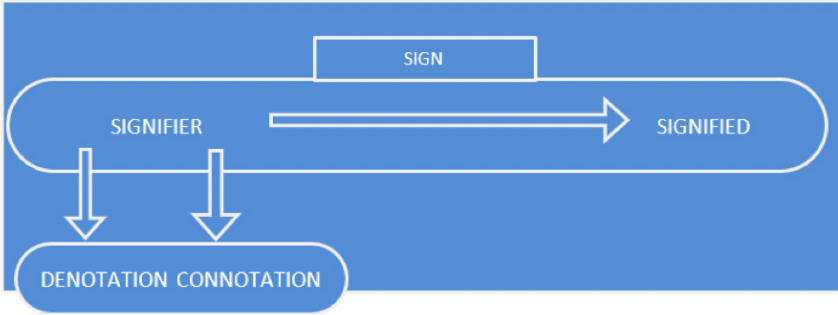 SIGN
SIGNIFIER SIGNIFIED
DENOTATION CONNOTATION